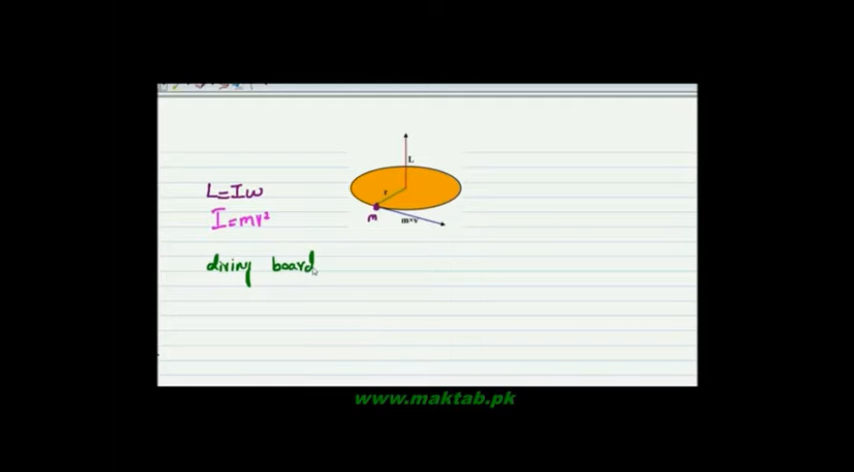 L
L=Iω
r
I=mr²
m
m×v
diving board
www.maktab.pk